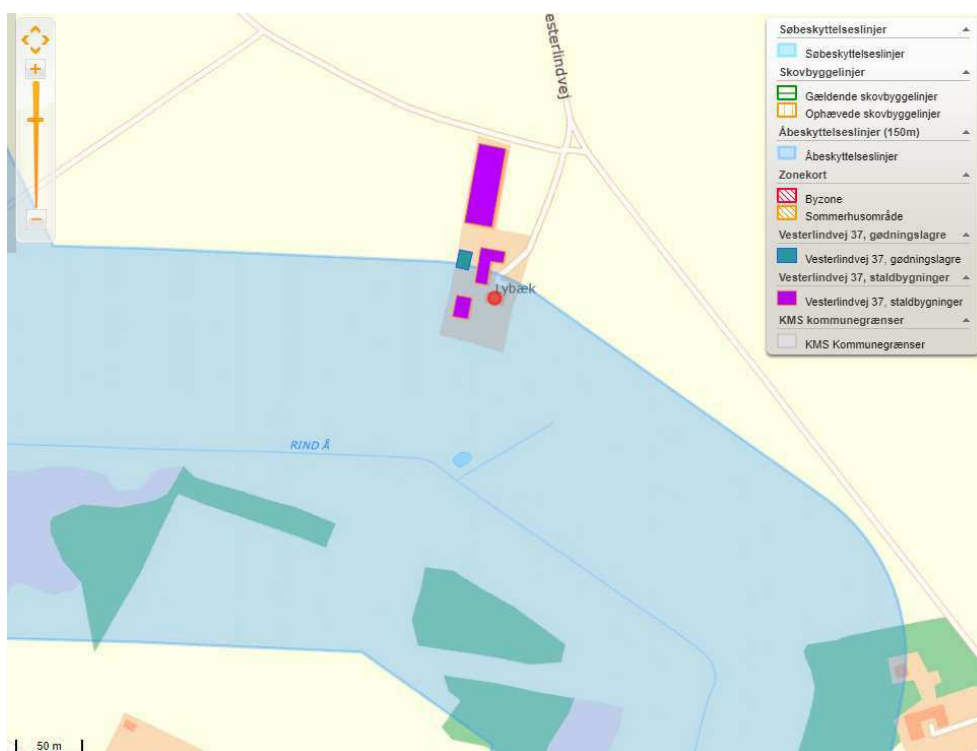 esterlindvej
Lybæk
RIND Å
50 m
Søbeskyttelseslinjer
Søbeskyttelseslinjer
Skovbyggelinjer
Gældende skovbyggelinjer
Ophævede skovbyggelinjer
Åbeskyttelseslinjer (150m)
Åbeskyttelseslinjer
Zonekort
Byzone
Sommerhusområde
Vesterlindvej 37, gødningslagre
Vesterlindvej 37, gødningslagre
Vesterlindvej 37, staldbygninger
Vesterlindvej 37, staldbygninger
KMS kommunegrænser
KMS Kommunegrænser